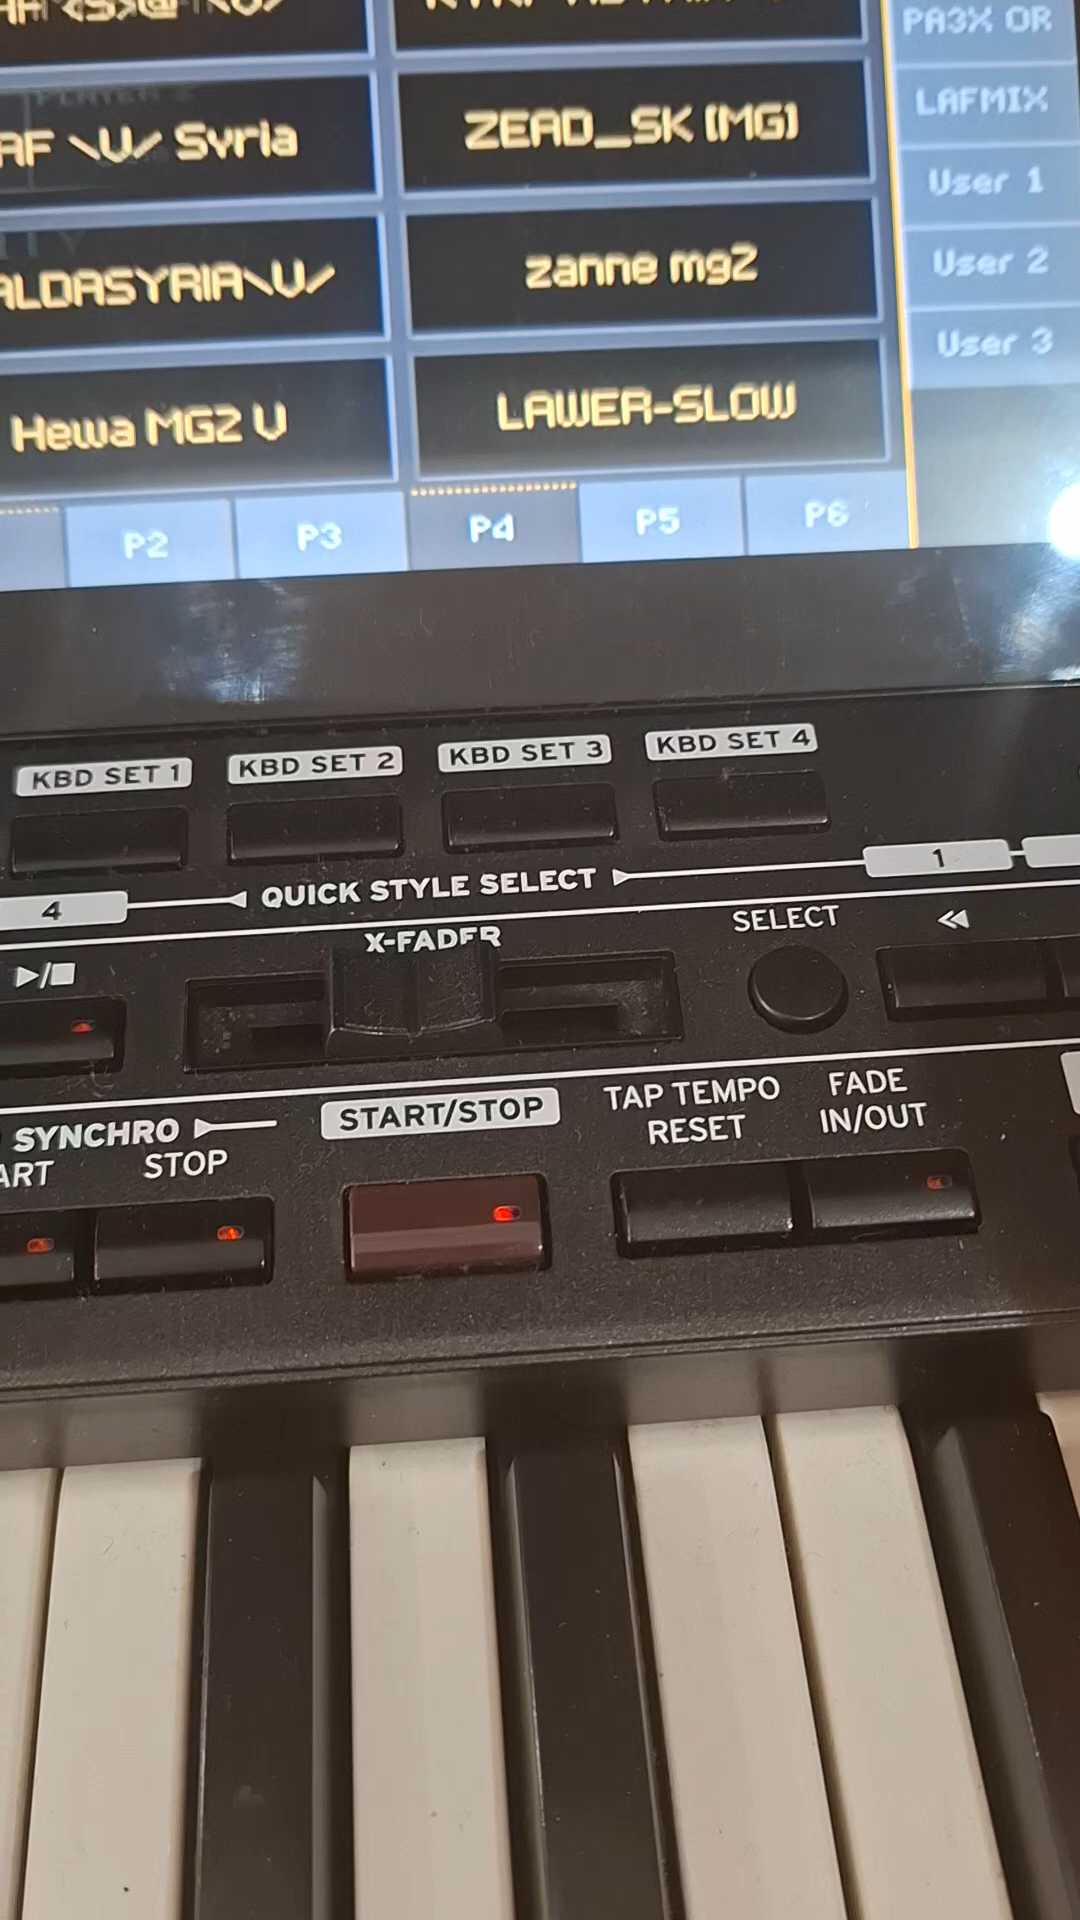 PA3X OR
LAFMIX
AF \U/ Syria
ZEAD_SK (MG)
User 1
ALDASYRIA\U/
zanne mg2
User 2
User 3
Hewa MG2 V
LAWER-SLOW
P2
P3
P4
P5
P6
KBD SET 1
KBD SET 2
KBD SET 3
KBD SET 4
4
QUICK STYLE SELECT
1
X-FADER
SELECT
SYNCHRO
ART
STOP
START/STOP
TAP TEMPO
RESET
FADE
IN/OUT